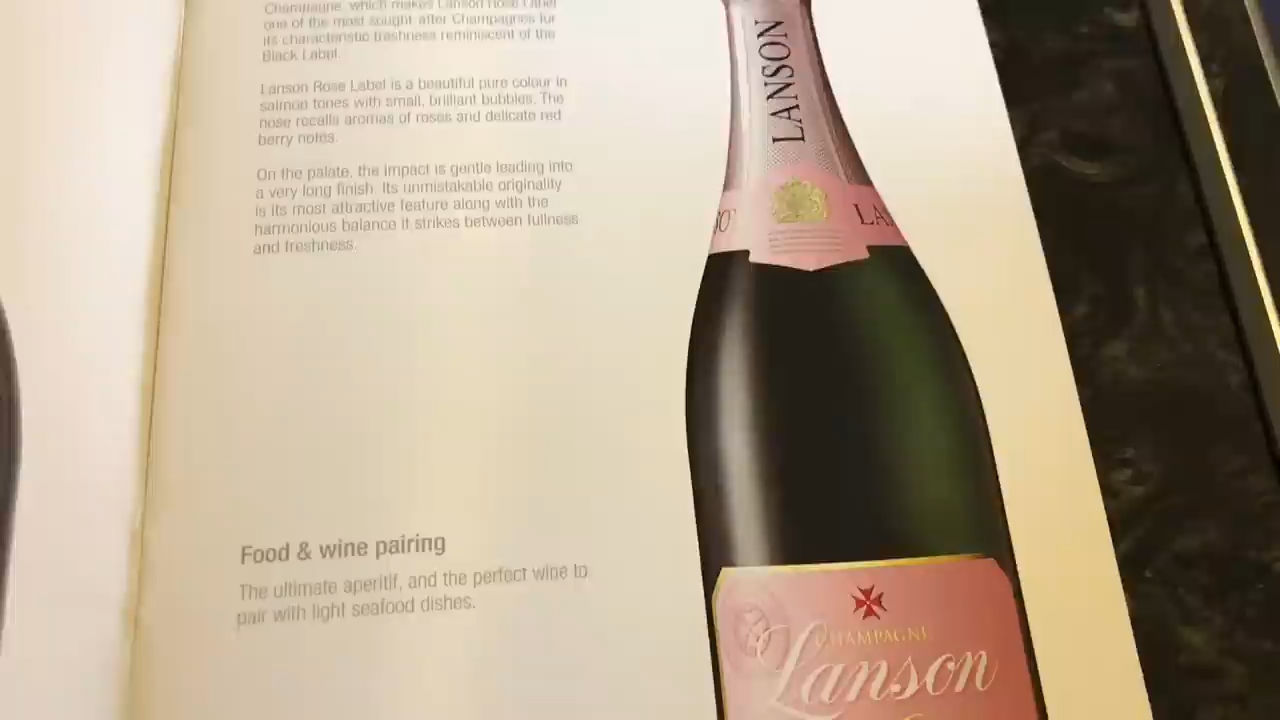 Champagne, which makes Lanson Rose Label
one of the most sought after Champagnes for
its characteristic freshness reminiscent of the
Black Label.
Lanson Rose Label is a beautiful pure colour in
salmon tones with small, brilliant bubbles. The
nose recalls aromas of roses and delicate red
berry notes.
On the palate, the impact is gentle leading into
a very long finish. Its unmistakable originality
is its most attractive feature along with the
harmonious balance it strikes between fullness
and freshness.
Food & wine pairing
The ultimate aperitif, and the perfect wine to
pair with light seafood dishes.
LANSON
LA
CHAMPAGNE
Lanson